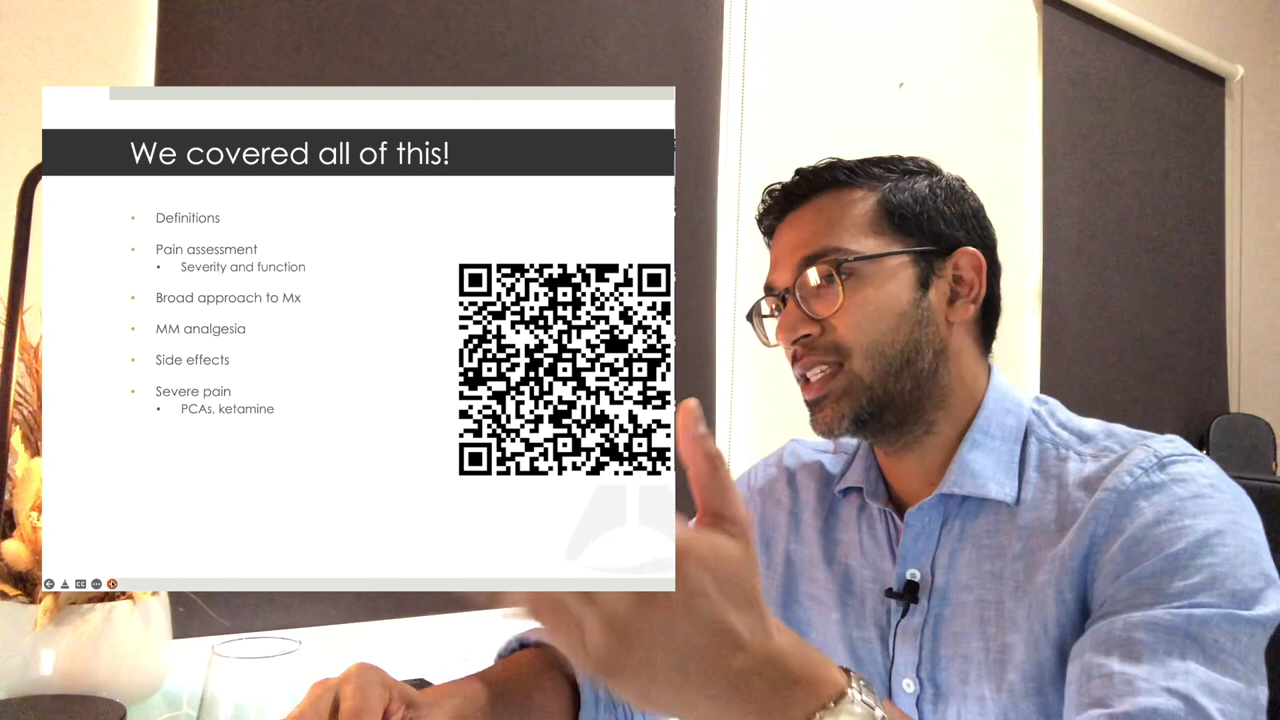 We covered all of this!
Definitions
Pain assessment
Severity and function
Broad approach to Mx
MM analgesia
Side effects
Severe pain
PCAs, ketamine
CC